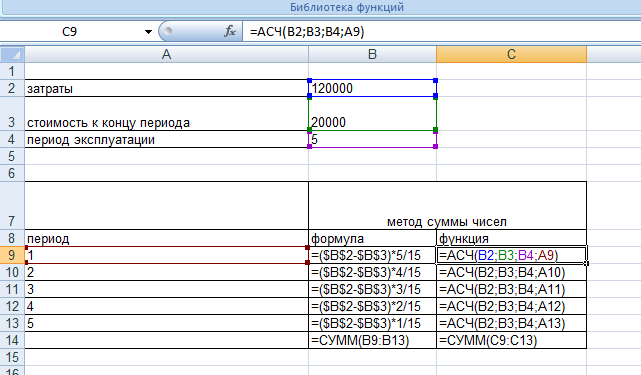 Библиотека функций
C9 fx =АСЧ(B2;B3;B4;A9)
A B C
1
2 затраты 120000
3 стоимость к концу периода 20000
4 период эксплуатации 5
5
6
7 метод суммы чисел
8 период формула функция
9 1 =($B$2-$B$3)*5/15 =АСЧ(B2;B3;B4;A9)
10 2 =($B$2-$B$3)*4/15 =АСЧ(B2;B3;B4;A10)
11 3 =($B$2-$B$3)*3/15 =АСЧ(B2;B3;B4;A11)
12 4 =($B$2-$B$3)*2/15 =АСЧ(B2;B3;B4;A12)
13 5 =($B$2-$B$3)*1/15 =АСЧ(B2;B3;B4;A13)
14 =СУММ(B9:B13) =СУММ(C9:C13)
15
16